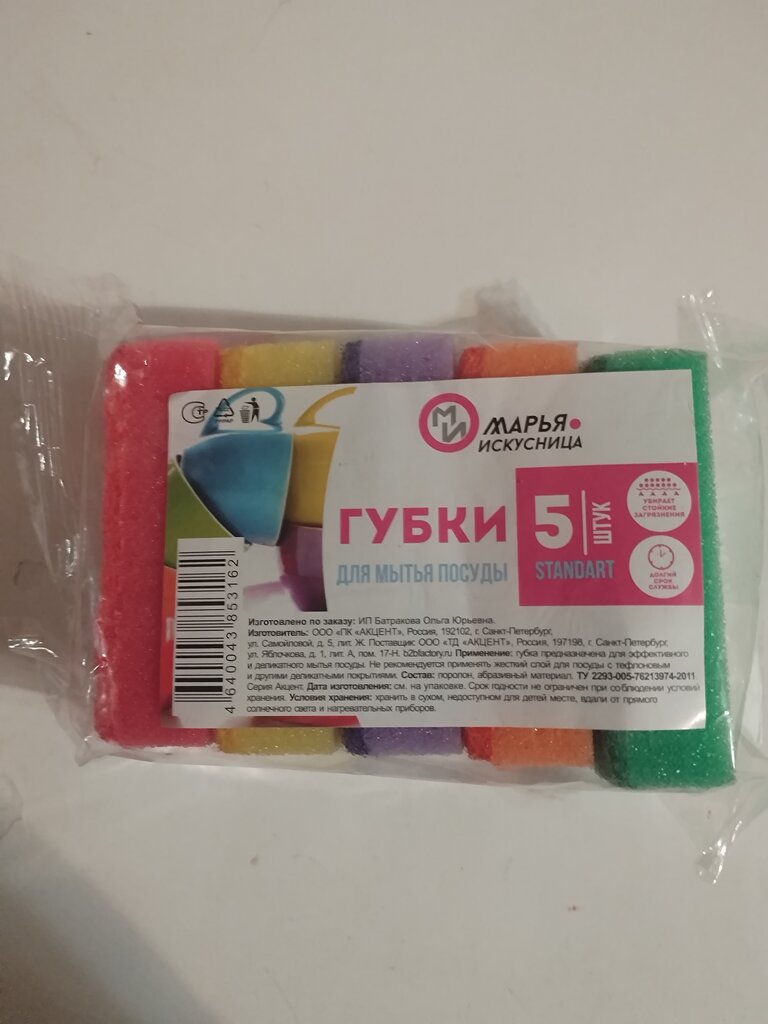 МИ
МАРЬЯ
ИСКУСНИЦА
ГУБКИ
ДЛЯ МЫТЬЯ ПОСУДЫ
5 ШТУК
STANDART
УБИРАЕТ
СТОЙКИЕ
ЗАГРЯЗНЕНИЯ
ДОЛГИЙ
СРОК
СЛУЖБЫ
4 640043 853162
Изготовлено по заказу: ИП Батракова Ольга Юрьевна.
Изготовитель: ООО «ПК «АКЦЕНТ», Россия, 192102, г. Санкт-Петербург,
ул. Самойловой, д. 5, лит. Ж. Поставщик: ООО «ТД «АКЦЕНТ», Россия, 197198, г. Санкт-Петербург,
ул. Яблочкова, д. 1, лит. А, пом. 17-Н. b2bfactory.ru Применение: губка предназначена для эффективного
и деликатного мытья посуды. Не рекомендуется применять жесткий слой для посуды с тефлоновым
и другими деликатными покрытиями. Состав: поролон, абразивный материал. ТУ 2293-005-76213974-2011
Серия Акцент. Дата изготовления: см. на упаковке. Срок годности не ограничен при соблюдении условий
хранения. Условия хранения: хранить в сухом, недоступном для детей месте, вдали от прямого
солнечного света и нагревательных приборов.